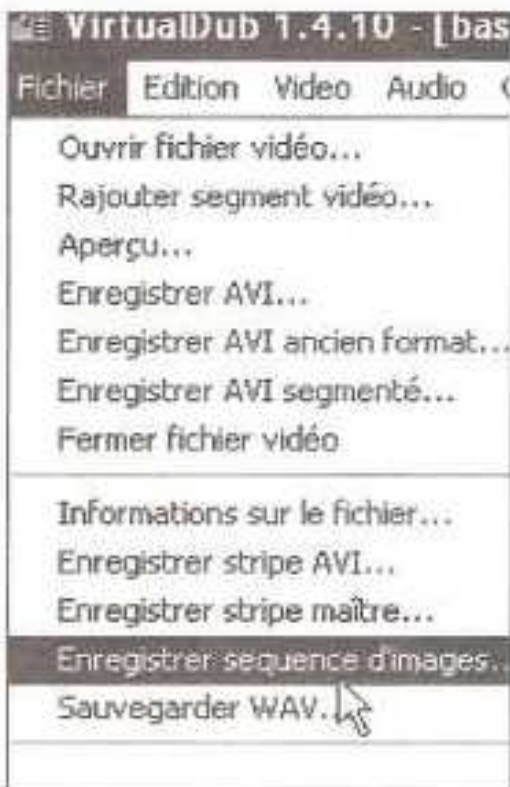 VirtualDub 1.4.10 - [bas
Fichier Edition Video Audio
Ouvrir fichier vidéo...
Rajouter segment vidéo...
Aperçu...
Enregistrer AVI...
Enregistrer AVI ancien format...
Enregistrer AVI segmenté...
Fermer fichier vidéo
Informations sur le fichier...
Enregistrer stripe AVI...
Enregistrer stripe maître...
Enregistrer sequence d'images..
Sauvegarder WAV...